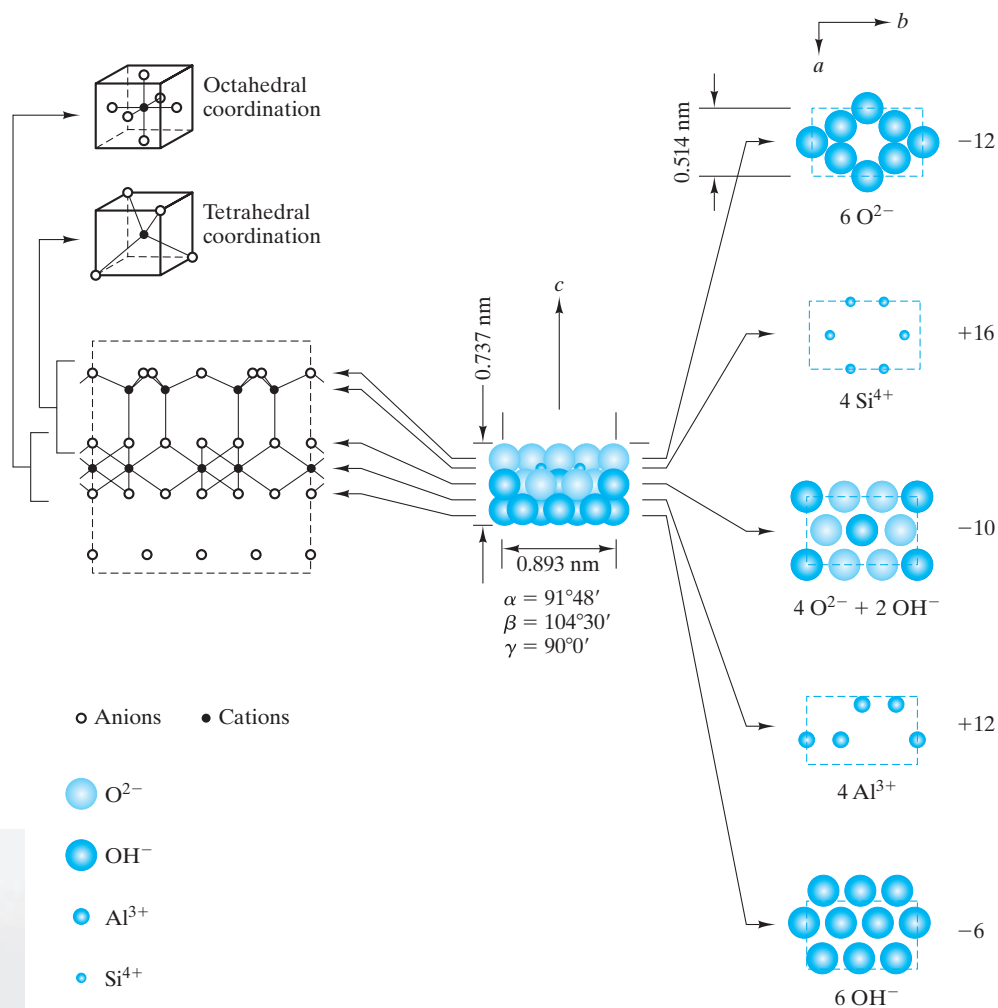 Octahedral
coordination
Tetrahedral
coordination
b
a
0.514 nm
−12
6 O²⁻
+16
4 Si⁴⁺
−10
4 O²⁻ + 2 OH⁻
+12
4 Al³⁺
−6
6 OH⁻
c
0.737 nm
0.893 nm
α = 91°48′
β = 104°30′
γ = 90°0′
Anions
Cations
O²⁻
OH⁻
Al³⁺
Si⁴⁺